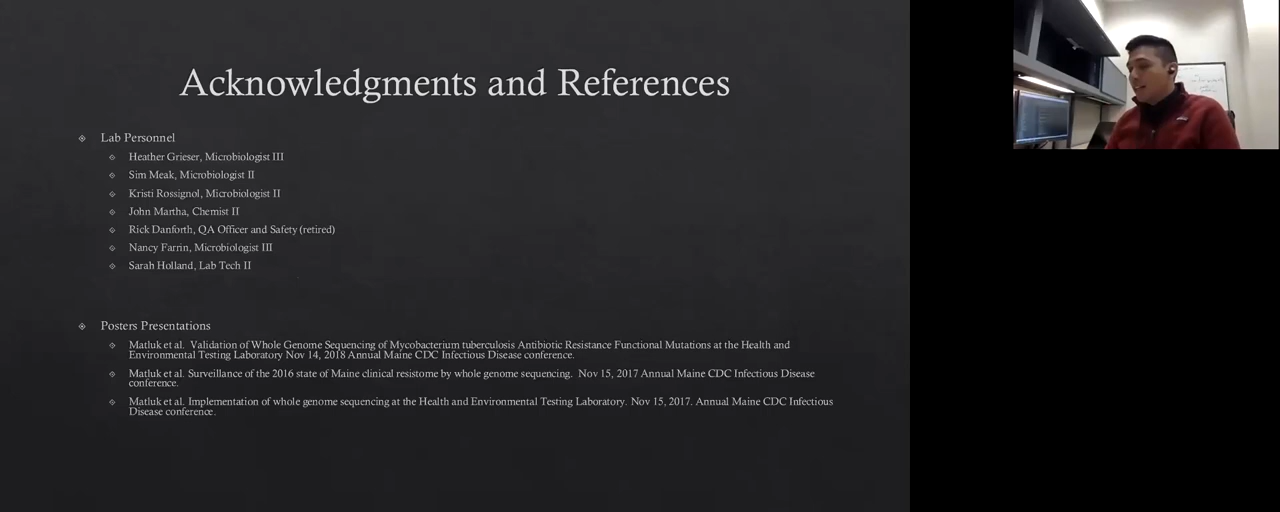 Acknowledgments and References
Lab Personnel
Heather Grieser, Microbiologist III
Sim Meak, Microbiologist II
Kristi Rossignol, Microbiologist II
John Martha, Chemist II
Rick Danforth, QA Officer and Safety (retired)
Nancy Farrin, Microbiologist III
Sarah Holland, Lab Tech II
Posters Presentations
Matluk et al. Validation of Whole Genome Sequencing of Mycobacterium tuberculosis Antibiotic Resistance Functional Mutations at the Health and
Environmental Testing Laboratory Nov 14, 2018 Annual Maine CDC Infectious Disease conference.
Matluk et al. Surveillance of the 2016 state of Maine clinical resistome by whole genome sequencing. Nov 15, 2017 Annual Maine CDC Infectious Disease
conference.
Matluk et al. Implementation of whole genome sequencing at the Health and Environmental Testing Laboratory. Nov 15, 2017. Annual Maine CDC Infectious
Disease conference.